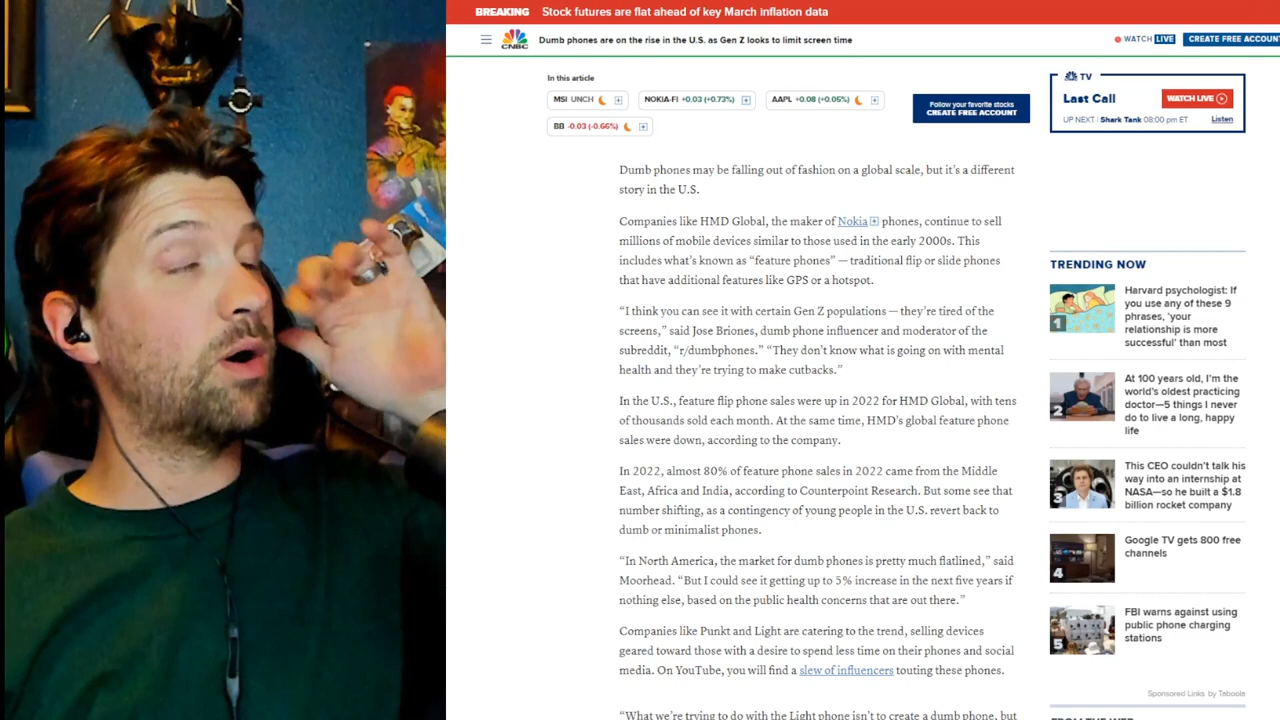 BREAKING Stock futures are flat ahead of key March inflation data
CNBC Dumb phones are on the rise in the U.S. as Gen Z looks to limit screen time WATCH LIVE CREATE FREE ACCOUNT
In this article
MSI UNCH NOKIA-FI +0.03 (+0.73%) AAPL +0.08 (+0.05%)
BB -0.03 (-0.66%)
Follow your favorite stocks
CREATE FREE ACCOUNT
TV
Last Call WATCH LIVE
UP NEXT | Shark Tank 08:00 pm ET Listen
Dumb phones may be falling out of fashion on a global scale, but it's a different
story in the U.S.
Companies like HMD Global, the maker of Nokia phones, continue to sell
millions of mobile devices similar to those used in the early 2000s. This
includes what's known as “feature phones” — traditional flip or slide phones
that have additional features like GPS or a hotspot.
“I think you can see it with certain Gen Z populations — they're tired of the
screens,” said Jose Briones, dumb phone influencer and moderator of the
subreddit, “r/dumbphones.” “They don't know what is going on with mental
health and they're trying to make cutbacks.”
In the U.S., feature flip phone sales were up in 2022 for HMD Global, with tens
of thousands sold each month. At the same time, HMD's global feature phone
sales were down, according to the company.
In 2022, almost 80% of feature phone sales in 2022 came from the Middle
East, Africa and India, according to Counterpoint Research. But some see that
number shifting, as a contingency of young people in the U.S. revert back to
dumb or minimalist phones.
“In North America, the market for dumb phones is pretty much flatlined,” said
Moorhead. “But I could see it getting up to 5% increase in the next five years if
nothing else, based on the public health concerns that are out there.”
Companies like Punkt and Light are catering to the trend, selling devices
geared toward those with a desire to spend less time on their phones and social
media. On YouTube, you will find a slew of influencers touting these phones.
“What we're trying to do with the Light phone isn't to create a dumb phone, but
TRENDING NOW
1
Harvard psychologist: If
you use any of these 9
phrases, ‘your
relationship is more
successful’ than most
2
At 100 years old, I'm the
world's oldest practicing
doctor—5 things I never
do to live a long, happy
life
3
This CEO couldn't talk his
way into an internship at
NASA—so he built a $1.8
billion rocket company
4
Google TV gets 800 free
channels
5
FBI warns against using
public phone charging
stations
Sponsored Links by Taboola
FROM THE WEB